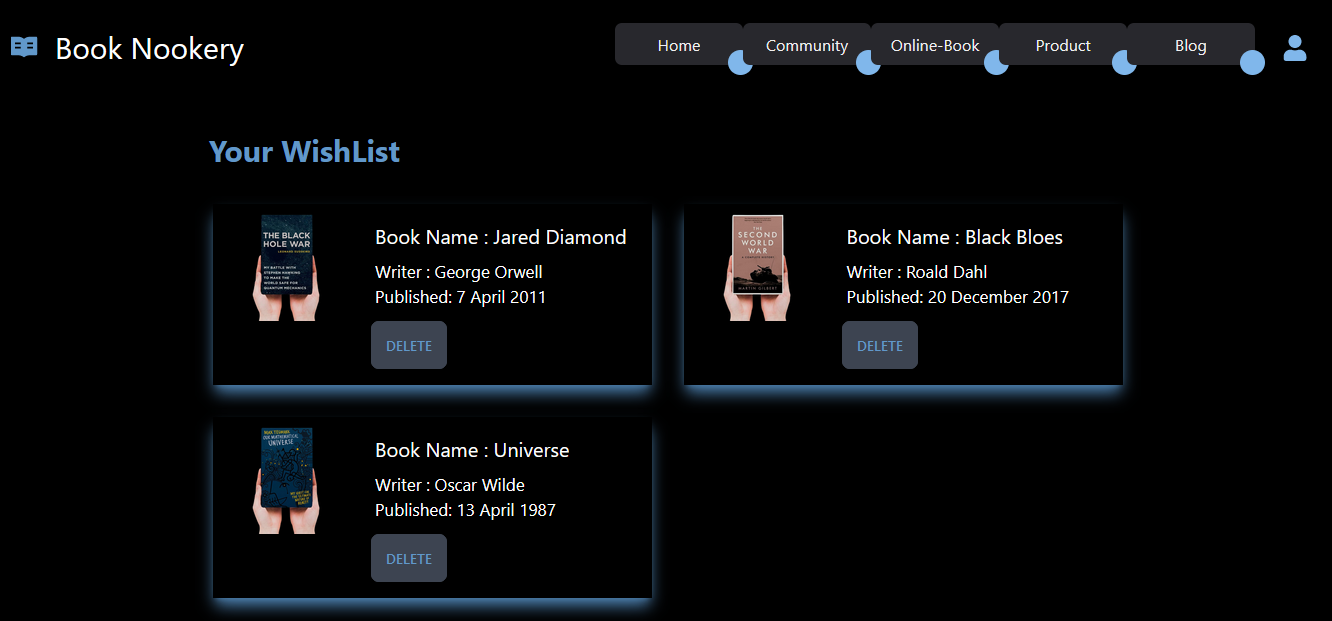 Book Nookery
Home
Community
Online-Book
Product
Blog
Your WishList
THE BLACK
HOLE WAR
LEONARD SUSSKIND
MY BATTLE WITH
STEPHEN HAWKING
TO MAKE THE
WORLD SAFE FOR
QUANTUM MECHANICS
Book Name : Jared Diamond
Writer : George Orwell
Published: 7 April 2011
DELETE
THE
SECOND
WORLD
WAR
A COMPLETE HISTORY
MARTIN GILBERT
Book Name : Black Bloes
Writer : Roald Dahl
Published: 20 December 2017
DELETE
MAX TEGMARK
OUR MATHEMATICAL
UNIVERSE
Book Name : Universe
Writer : Oscar Wilde
Published: 13 April 1987
DELETE